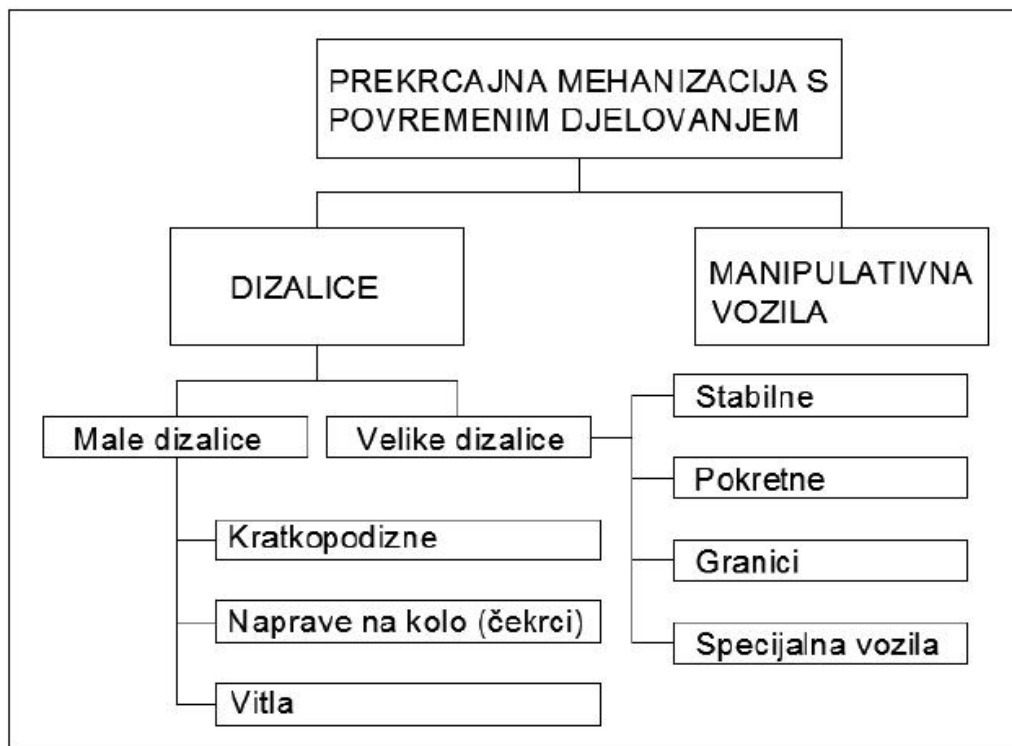 PREKRCAJNA MEHANIZACIJA S
POVREMENIM DJELOVANJEM
DIZALICE
MANIPULATIVNA
VOZILA
Male dizalice
Velike dizalice
Kratkopodizne
Naprave na kolo (čekrci)
Vitla
Stabilne
Pokretne
Granici
Specijalna vozila